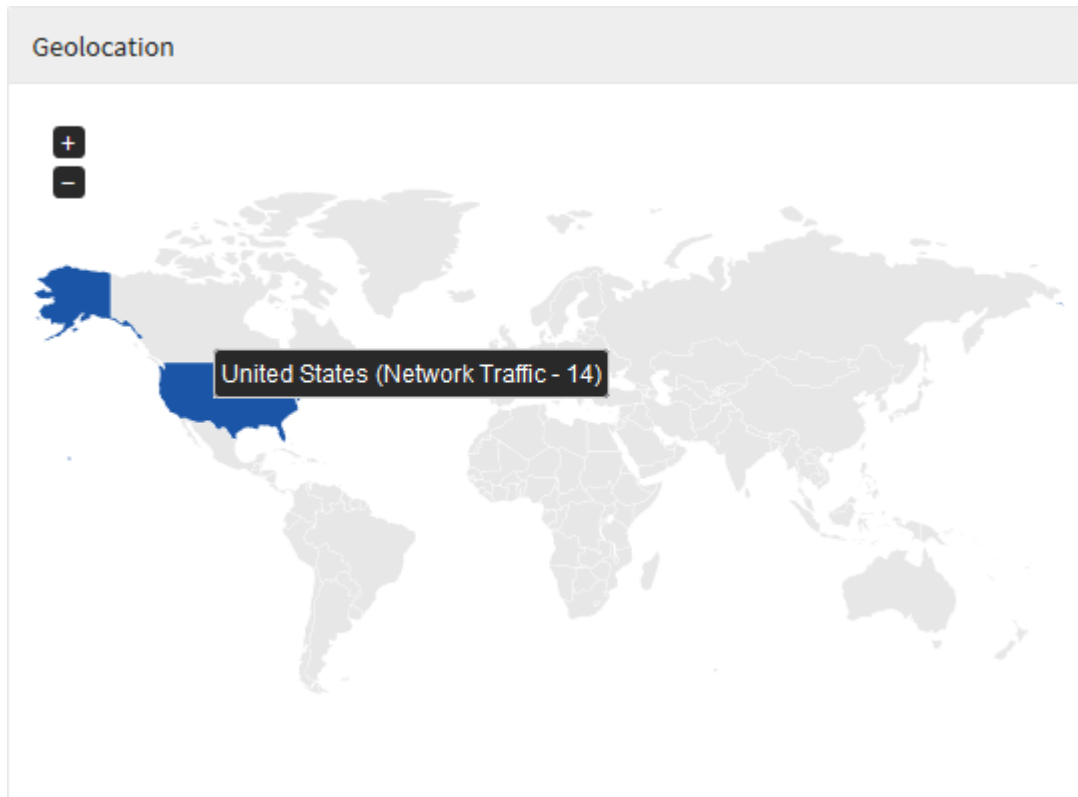 Geolocation
+
−
United States (Network Traffic - 14)